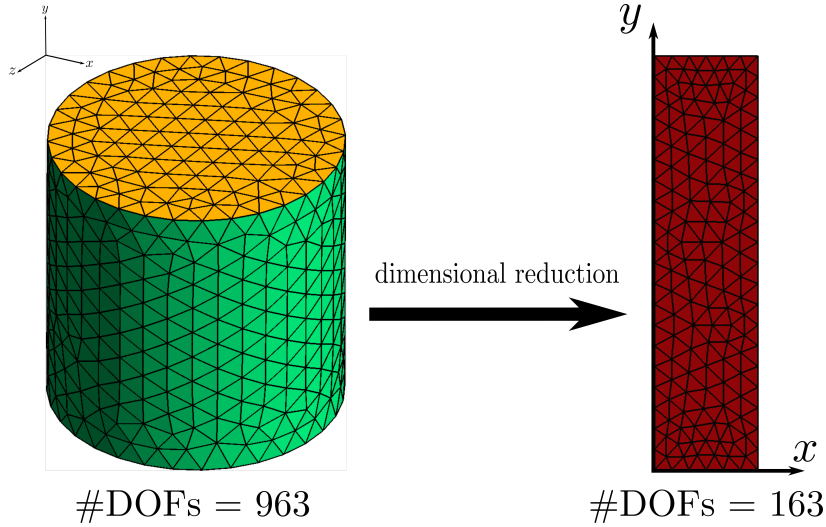 y
x
z
y
dimensional reduction
x
#DOFs = 963
#DOFs = 163